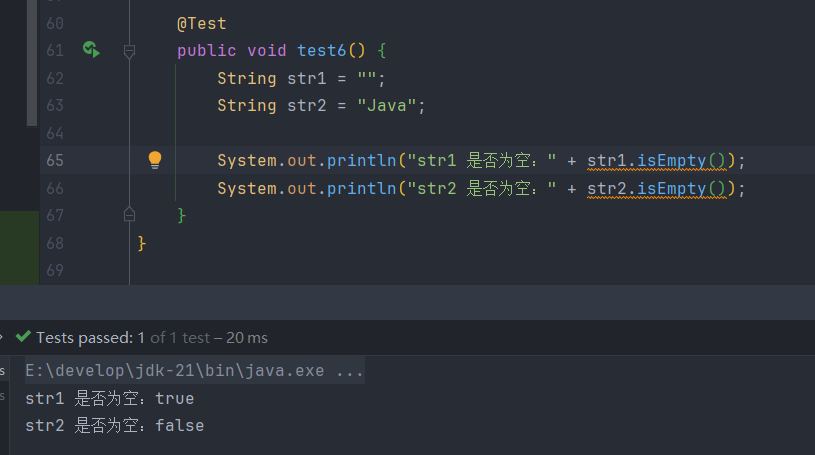 60 @Test
61 public void test6() {
62 String str1 = "";
63 String str2 = "Java";
64
65 System.out.println("str1 是否为空：" + str1.isEmpty());
66 System.out.println("str2 是否为空：" + str2.isEmpty());
67 }
68 }
69
Tests passed: 1 of 1 test – 20 ms
E:\develop\jdk-21\bin\java.exe ...
str1 是否为空：true
str2 是否为空：false